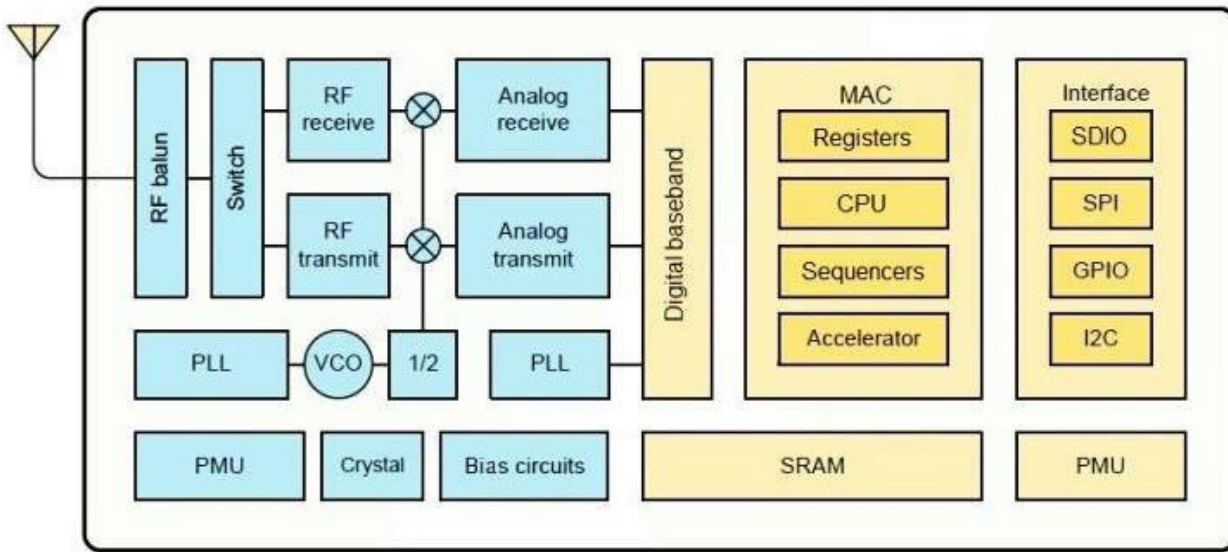 RF balun
Switch
RF
receive
Analog
receive
RF
transmit
Analog
transmit
PLL
VCO
1/2
PLL
Digital baseband
MAC
Registers
CPU
Sequencers
Accelerator
Interface
SDIO
SPI
GPIO
I2C
PMU
Crystal
Bias circuits
SRAM
PMU